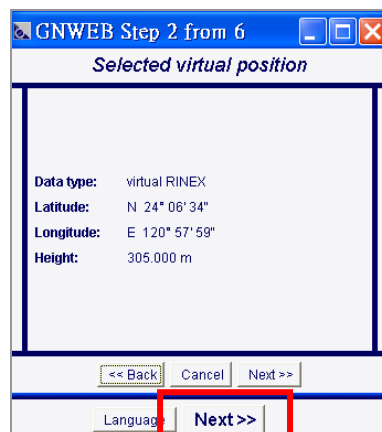 GNWEB Step 2 from 6
Selected virtual position
Data type: virtual RINEX
Latitude: N 24° 06' 34"
Longitude: E 120° 57' 59"
Height: 305.000 m
<< Back Cancel Next >>
Language Next >>